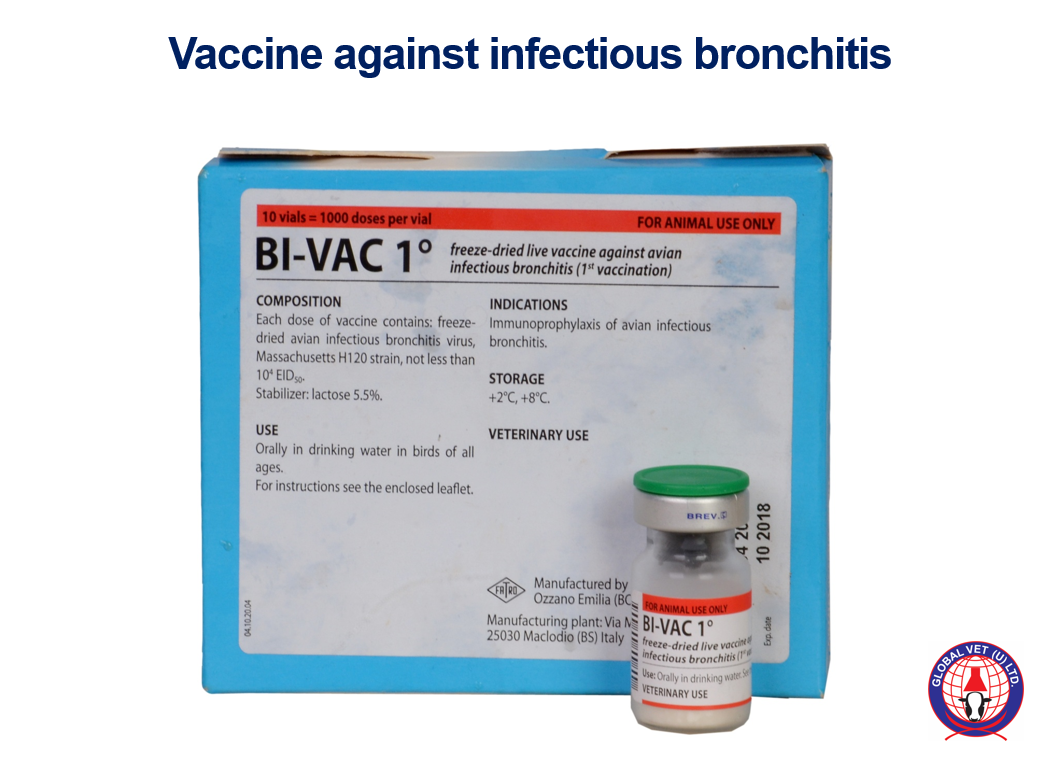 Vaccine against infectious bronchitis
10 vials = 1000 doses per vial
FOR ANIMAL USE ONLY
BI-VAC 1°
freeze-dried live vaccine against avian
infectious bronchitis (1st vaccination)
COMPOSITION
Each dose of vaccine contains: freeze-
dried avian infectious bronchitis virus,
Massachusetts H120 strain, not less than
10⁴ EID₅₀.
Stabilizer: lactose 5.5%.
USE
Orally in drinking water in birds of all
ages.
For instructions see the enclosed leaflet.
INDICATIONS
Immunoprophylaxis of avian infectious
bronchitis.
STORAGE
+2°C, +8°C.
VETERINARY USE
FATRO
Manufactured by
Ozzano Emilia (BO
Manufacturing plant: Via M
25030 Maclodio (BS) Italy
04.10.20.04
10 2018
Exp. date
BREV.
FOR ANIMAL USE ONLY
BI-VAC 1°
freeze-dried live vaccine
infectious bronchitis (1st
Use: Orally in drinking water.
VETERINARY USE
GLOBAL VET (U) LTD.